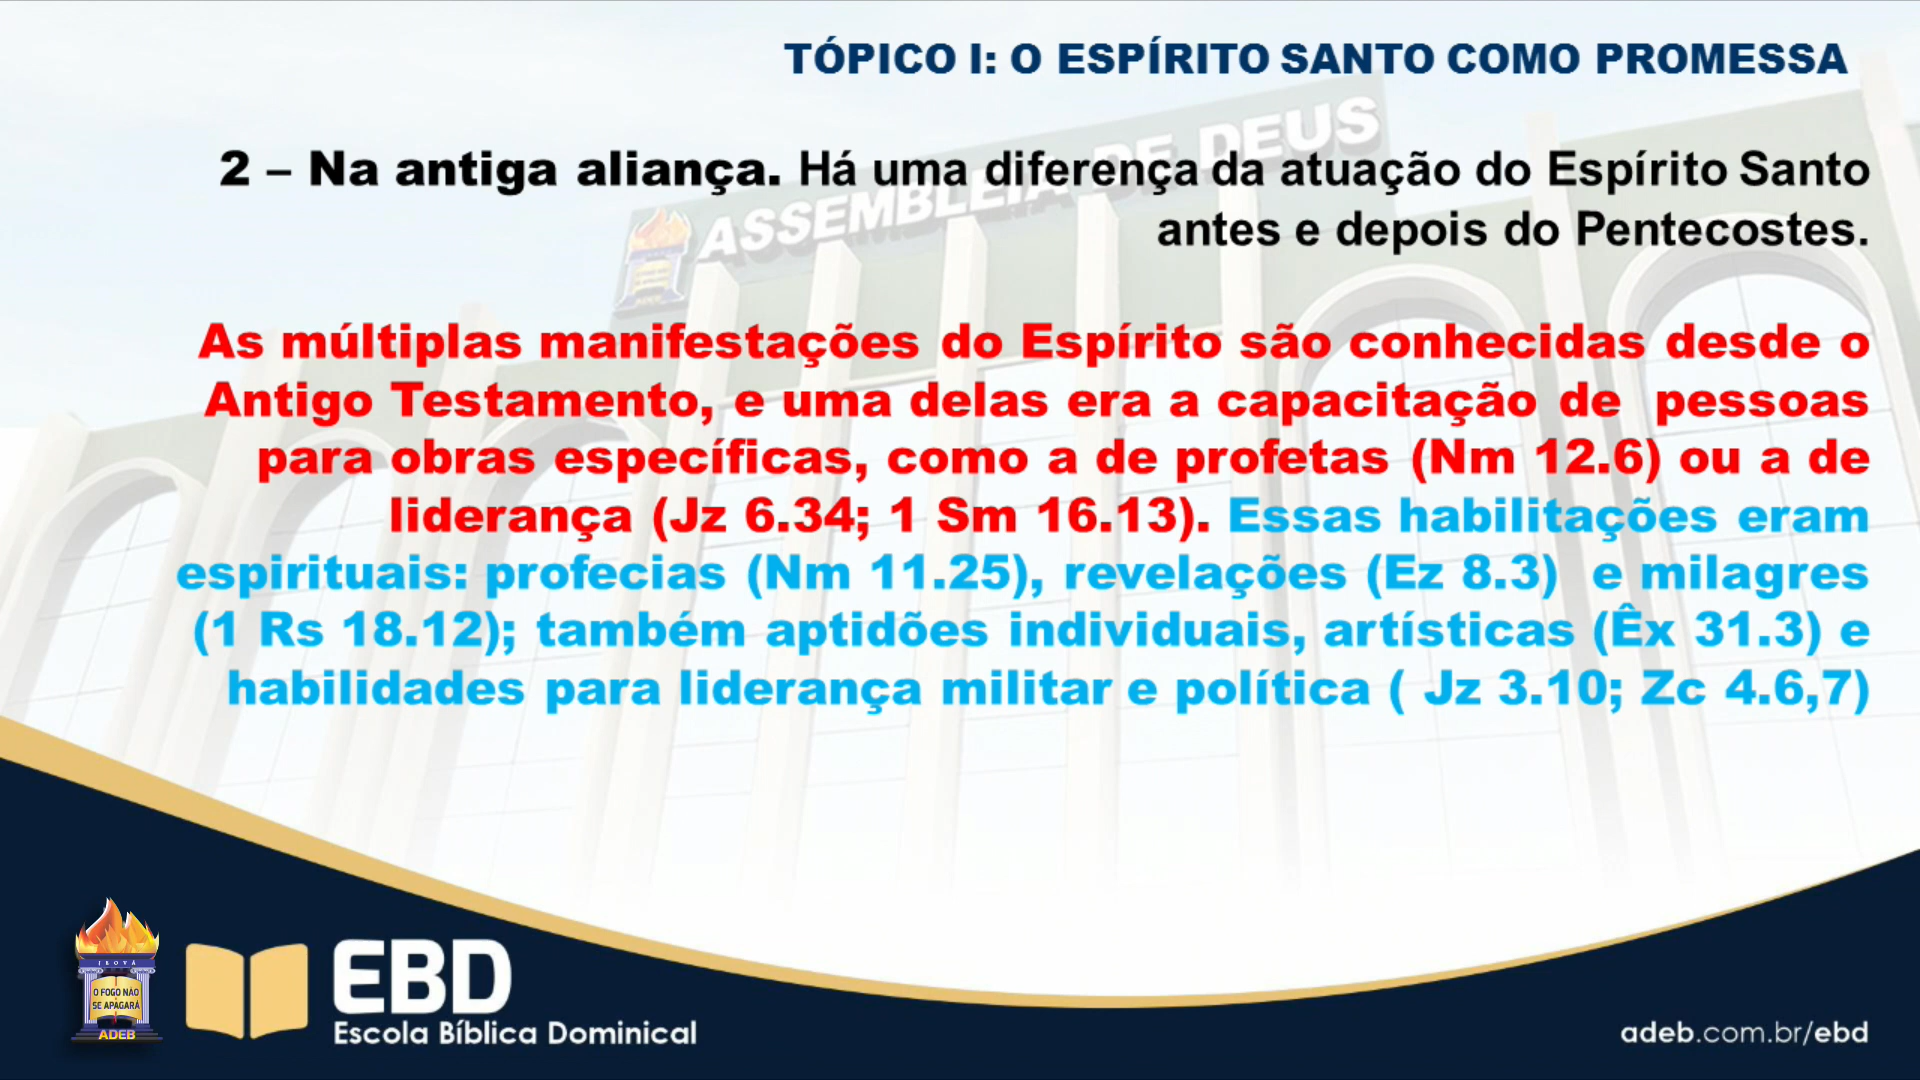 TÓPICO I: O ESPÍRITO SANTO COMO PROMESSA
ASSEMBLEIA DE DEUS
2 – Na antiga aliança. Há uma diferença da atuação do Espírito Santo
antes e depois do Pentecostes.
As múltiplas manifestações do Espírito são conhecidas desde o
Antigo Testamento, e uma delas era a capacitação de pessoas
para obras específicas, como a de profetas (Nm 12.6) ou a de
liderança (Jz 6.34; 1 Sm 16.13). Essas habilitações eram
espirituais: profecias (Nm 11.25), revelações (Ez 8.3) e milagres
(1 Rs 18.12); também aptidões individuais, artísticas (Êx 31.3) e
habilidades para liderança militar e política ( Jz 3.10; Zc 4.6,7)
ADEB
JEOVÁ
O FOGO NÃO
SE APAGARÁ
ADEB
EBD
Escola Bíblica Dominical
adeb.com.br/ebd